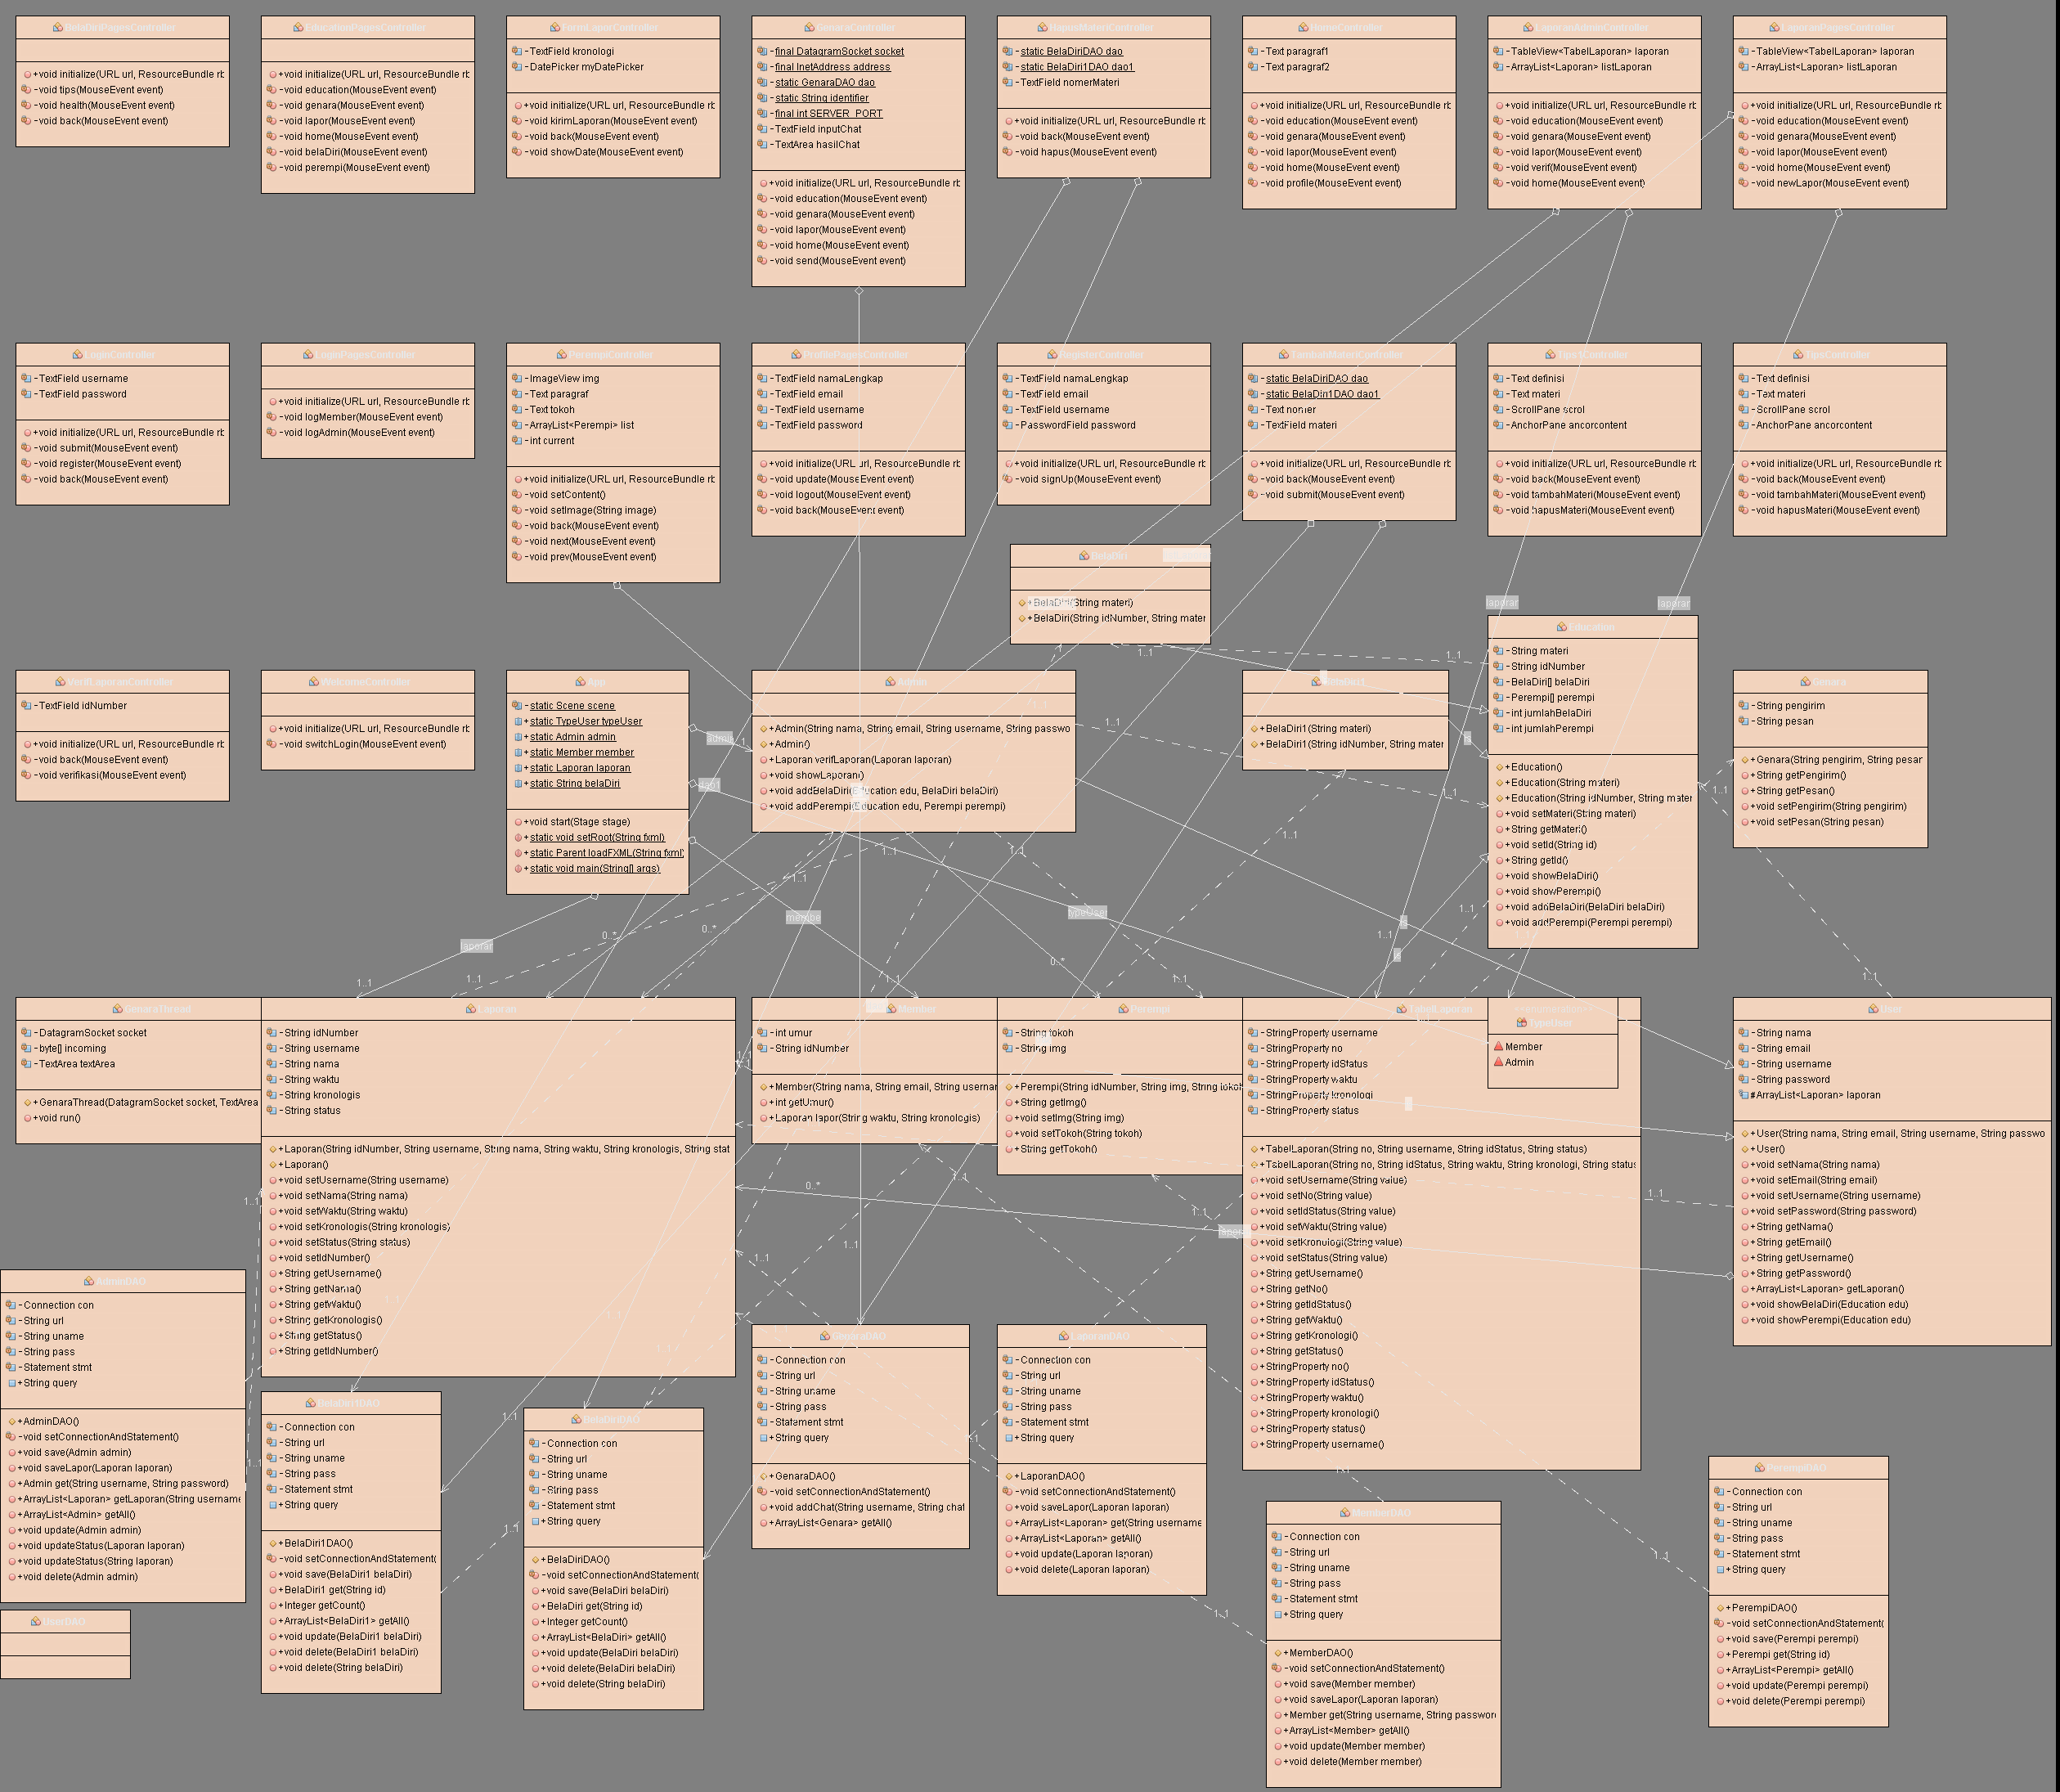 BelaDiriPagesController
+void initialize(URL url, ResourceBundle rb
-void tips(MouseEvent event)
-void health(MouseEvent event)
-void back(MouseEvent event)
EducationPagesController
+void initialize(URL url, ResourceBundle rb
-void education(MouseEvent event)
-void genara(MouseEvent event)
-void lapor(MouseEvent event)
-void home(MouseEvent event)
-void belaDiri(MouseEvent event)
-void perempi(MouseEvent event)
FormLaporController
-TextField kronologi
-DatePicker myDatePicker
+void initialize(URL url, ResourceBundle rb
-void kirimLaporan(MouseEvent event)
-void back(MouseEvent event)
-void showDate(MouseEvent event)
GenaraController
-final DatagramSocket socket
-final InetAddress address
-static GenaraDAO dao
-static String identifier
-final int SERVER_PORT
-TextField inputChat
-TextArea hasilChat
+void initialize(URL url, ResourceBundle rb
-void education(MouseEvent event)
-void genara(MouseEvent event)
-void lapor(MouseEvent event)
-void home(MouseEvent event)
-void send(MouseEvent event)
HapusMateriController
-static BelaDiriDAO dao
-static BelaDiri1DAO dao1
-TextField nomerMateri
+void initialize(URL url, ResourceBundle rb
-void back(MouseEvent event)
-void hapus(MouseEvent event)
HomeController
-Text paragraf1
-Text paragraf2
+void initialize(URL url, ResourceBundle rb
-void education(MouseEvent event)
-void genara(MouseEvent event)
-void lapor(MouseEvent event)
-void home(MouseEvent event)
-void profile(MouseEvent event)
LaporanAdminController
-TableView<TabelLaporan> laporan
-ArrayList<Laporan> listLaporan
+void initialize(URL url, ResourceBundle rb
-void education(MouseEvent event)
-void genara(MouseEvent event)
-void lapor(MouseEvent event)
-void verif(MouseEvent event)
-void home(MouseEvent event)
LaporanPagesController
-TableView<TabelLaporan> laporan
-ArrayList<Laporan> listLaporan
+void initialize(URL url, ResourceBundle rb
-void education(MouseEvent event)
-void genara(MouseEvent event)
-void lapor(MouseEvent event)
-void home(MouseEvent event)
-void newLapor(MouseEvent event)
LoginController
-TextField username
-TextField password
+void initialize(URL url, ResourceBundle rb
-void submit(MouseEvent event)
-void register(MouseEvent event)
-void back(MouseEvent event)
LoginPagesController
+void initialize(URL url, ResourceBundle rb
-void logMember(MouseEvent event)
-void logAdmin(MouseEvent event)
PerempiController
-ImageView img
-Text paragraf
-Text tokoh
-ArrayList<Perempi> list
-int current
+void initialize(URL url, ResourceBundle rb
-void setContent()
-void setImage(String image)
-void back(MouseEvent event)
-void next(MouseEvent event)
-void prev(MouseEvent event)
ProfilePagesController
-TextField namaLengkap
-TextField email
-TextField username
-TextField password
+void initialize(URL url, ResourceBundle rb
-void update(MouseEvent event)
-void logout(MouseEvent event)
-void back(MouseEvent event)
RegisterController
-TextField namaLengkap
-TextField email
-TextField username
-PasswordField password
+void initialize(URL url, ResourceBundle rb
-void signUp(MouseEvent event)
TambahMateriController
-static BelaDiriDAO dao
-static BelaDiri1DAO dao1
-Text nomer
-TextField materi
+void initialize(URL url, ResourceBundle rb
-void back(MouseEvent event)
-void submit(MouseEvent event)
Tips1Controller
-Text definisi
-Text materi
-ScrollPane scrol
-AnchorPane ancorcontent
+void initialize(URL url, ResourceBundle rb
-void back(MouseEvent event)
-void tambahMateri(MouseEvent event)
-void hapusMateri(MouseEvent event)
TipsController
-Text definisi
-Text materi
-ScrollPane scrol
-AnchorPane ancorcontent
+void initialize(URL url, ResourceBundle rb
-void back(MouseEvent event)
-void tambahMateri(MouseEvent event)
-void hapusMateri(MouseEvent event)
BelaDiri
+BelaDiri(String materi)
+BelaDiri(String idNumber, String mater
laporar
laporar
VerifLaporanController
-TextField idNumber
+void initialize(URL url, ResourceBundle rb
-void back(MouseEvent event)
-void verifikasi(MouseEvent event)
WelcomeController
+void initialize(URL url, ResourceBundle rb
-void switchLogin(MouseEvent event)
App
-static Scene scene
+static TypeUser typeUser
+static Admin admin
+static Member member
+static Laporan laporan
+static String belaDiri
+void start(Stage stage)
+static void setRoot(String fxml)
+static Parent loadFXML(String fxml)
+static void main(String[] args)
Admin
+Admin(String nama, String email, String username, String passwo
+Admin()
+Laporan verifLaporan(Laporan laporan)
+void showLaporan()
+void addBelaDiri(Education edu, BelaDiri belaDiri)
+void addPerempi(Education edu, Perempi perempi)
BelaDiri1
+BelaDiri1(String materi)
+BelaDiri1(String idNumber, String mater
Education
-String materi
-String idNumber
-BelaDiri[] belaDiri
-Perempi[] perempi
-int jumlahBelaDiri
-int jumlahPerempi
+Education()
+Education(String materi)
+Education(String idNumber, String mater
+void setMateri(String materi)
+String getMateri()
+void setId(String id)
+String getId()
+void showBelaDiri()
+void showPerempi()
+void addBelaDiri(BelaDiri belaDiri)
+void addPerempi(Perempi perempi)
Genara
-String pengirim
-String pesan
+Genara(String pengirim, String pesar
+String getPengirim()
+String getPesan()
+void setPengirim(String pengirim)
+void setPesan(String pesan)
laporar
membe
typeUser
GenaraThread
-DatagramSocket socket
-byte[] incoming
-TextArea textArea
+GenaraThread(DatagramSocket socket, TextArea
+void run()
Laporan
-String idNumber
-String username
-String nama
-String waktu
-String kronologis
-String status
+Laporan(String idNumber, String username, String nama, String waktu, String kronologis, String stat
+Laporan()
+void setUsername(String username)
+void setNama(String nama)
+void setWaktu(String waktu)
+void setKronologis(String kronologis)
+void setStatus(String status)
+void setIdNumber()
+String getUsername()
+String getNama()
+String getWaktu()
+String getKronologis()
+String getStatus()
+String getIdNumber()
Member
-int umur
-String idNumber
+Member(String nama, String email, String usernam
+int getUmur()
+Laporan lapor(String waktu, String kronologis)
Perempi
-String tokoh
-String img
+Perempi(String idNumber, String img, String tokoh
+String getImg()
+void setImg(String img)
+void setTokoh(String tokoh)
+String getTokoh()
TabelLaporan
-StringProperty username
-StringProperty no
-StringProperty idStatus
-StringProperty waktu
-StringProperty kronologi
-StringProperty status
+TabelLaporan(String no, String username, String idStatus, String status)
+TabelLaporan(String no, String idStatus, String waktu, String kronologi, String status
+void setUsername(String value)
+void setNo(String value)
+void setIdStatus(String value)
+void setWaktu(String value)
+void setKronologi(String value)
+void setStatus(String value)
+String getUsername()
+String getNo()
+String getIdStatus()
+String getWaktu()
+String getKronologi()
+String getStatus()
+StringProperty no()
+StringProperty idStatus()
+StringProperty waktu()
+StringProperty kronologi()
+StringProperty status()
+StringProperty username()
TypeUser
Member
Admin
User
-String nama
-String email
-String username
-String password
#ArrayList<Laporan> laporan
+User(String nama, String email, String username, String passwo
+User()
+void setNama(String nama)
+void setEmail(String email)
+void setUsername(String username)
+void setPassword(String password)
+String getNama()
+String getEmail()
+String getUsername()
+String getPassword()
+ArrayList<Laporan> getLaporan()
+void showBelaDiri(Education edu)
+void showPerempi(Education edu)
AdminDAO
-Connection con
-String url
-String uname
-String pass
-Statement stmt
+String query
+AdminDAO()
-void setConnectionAndStatement()
+void save(Admin admin)
+void saveLapor(Laporan laporan)
+Admin get(String username, String password)
+ArrayList<Laporan> getLaporan(String username
+ArrayList<Admin> getAll()
+void update(Admin admin)
+void updateStatus(Laporan laporan)
+void updateStatus(String laporan)
+void delete(Admin admin)
UserDAO
BelaDiri1DAO
-Connection con
-String url
-String uname
-String pass
-Statement stmt
+String query
+BelaDiri1DAO()
-void setConnectionAndStatement(
+void save(BelaDiri1 belaDiri)
+BelaDiri1 get(String id)
+Integer getCount()
+ArrayList<BelaDiri1> getAll()
+void update(BelaDiri1 belaDiri)
+void delete(BelaDiri1 belaDiri)
+void delete(String belaDiri)
BelaDiriDAO
-Connection con
-String url
-String uname
-String pass
-Statement stmt
+String query
+BelaDiriDAO()
-void setConnectionAndStatement(
+void save(BelaDiri belaDiri)
+BelaDiri get(String id)
+Integer getCount()
+ArrayList<BelaDiri> getAll()
+void update(BelaDiri belaDiri)
+void delete(BelaDiri belaDiri)
+void delete(String belaDiri)
GenaraDAO
-Connection con
-String url
-String uname
-String pass
-Statement stmt
+String query
+GenaraDAO()
-void setConnectionAndStatement()
+void addChat(String username, String chat
+ArrayList<Genara> getAll()
LaporanDAO
-Connection con
-String url
-String uname
-String pass
-Statement stmt
+String query
+LaporanDAO()
-void setConnectionAndStatement()
+void saveLapor(Laporan laporan)
+ArrayList<Laporan> get(String username
+ArrayList<Laporan> getAll()
+void update(Laporan laporan)
+void delete(Laporan laporan)
MemberDAO
-Connection con
-String url
-String uname
-String pass
-Statement stmt
+String query
+MemberDAO()
-void setConnectionAndStatement()
+void save(Member member)
+void saveLapor(Laporan laporan)
+Member get(String username, String passwor
+ArrayList<Member> getAll()
+void update(Member member)
+void delete(Member member)
PerempiDAO
-Connection con
-String url
-String uname
-String pass
-Statement stmt
+String query
+PerempiDAO()
-void setConnectionAndStatement(
+void save(Perempi perempi)
+Perempi get(String id)
+ArrayList<Perempi> getAll()
+void update(Perempi perempi)
+void delete(Perempi perempi)